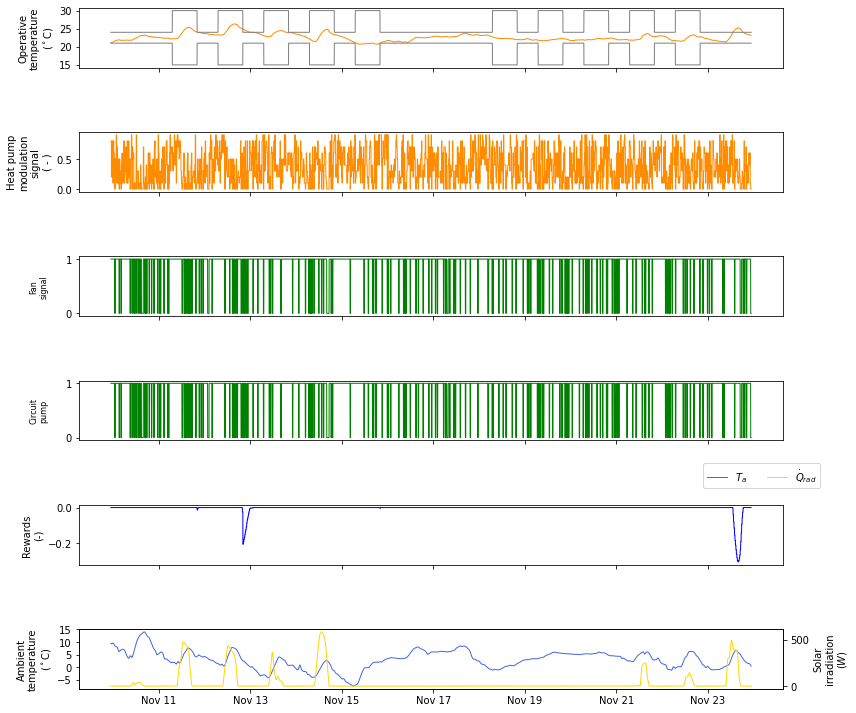 Operative
temperature
(°C)
30
25
20
15
Heat pump
modulation
signal
( - )
0.5
0.0
Fan
signal
1
0
Circuit
pump
1
0
T_a
Q̇_rad
Rewards
(-)
0.0
−0.2
Ambient
temperature
(°C)
15
10
5
0
−5
500
0
Solar
irradiation
(W)
Nov 11 Nov 13 Nov 15 Nov 17 Nov 19 Nov 21 Nov 23